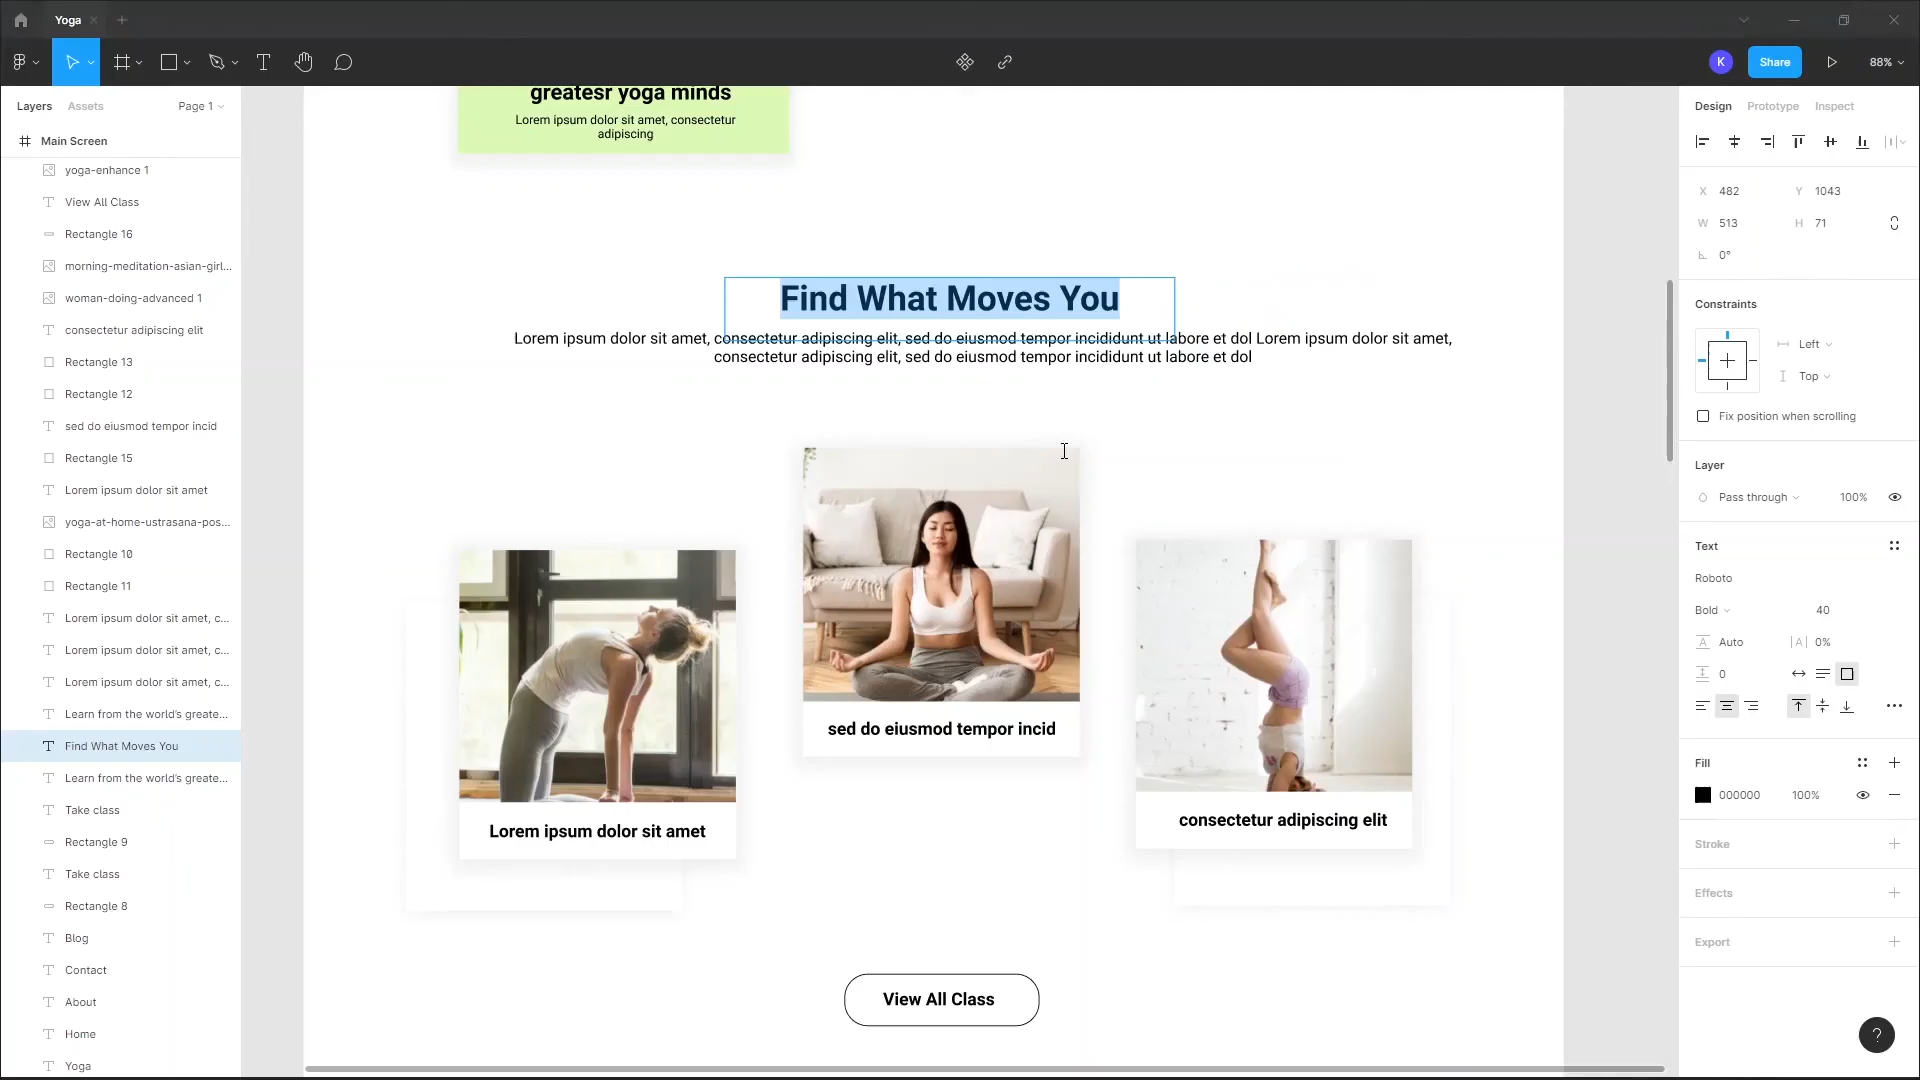 Yoga
K
Share
88%
Layers
Assets
Page 1
Main Screen
yoga-enhance 1
View All Class
Rectangle 16
morning-meditation-asian-girl...
woman-doing-advanced 1
consectetur adipiscing elit
Rectangle 13
Rectangle 12
sed do eiusmod tempor incid
Rectangle 15
Lorem ipsum dolor sit amet
yoga-at-home-ustrasana-pos...
Rectangle 10
Rectangle 11
Lorem ipsum dolor sit amet, c...
Lorem ipsum dolor sit amet, c...
Lorem ipsum dolor sit amet, c...
Learn from the world's greate...
Find What Moves You
Learn from the world's greate...
Take class
Rectangle 9
Take class
Rectangle 8
Blog
Contact
About
Home
Yoga
greatesr yoga minds
Lorem ipsum dolor sit amet, consectetur
adipiscing
Find What Moves You
Lorem ipsum dolor sit amet, consectetur adipiscing elit, sed do eiusmod tempor incididunt ut labore et dol Lorem ipsum dolor sit amet,
consectetur adipiscing elit, sed do eiusmod tempor incididunt ut labore et dol
sed do eiusmod tempor incid
Lorem ipsum dolor sit amet
consectetur adipiscing elit
View All Class
Design
Prototype
Inspect
X 482
Y 1043
W 513
H 71
0°
Constraints
Left
Top
Fix position when scrolling
Layer
Pass through
100%
Text
Roboto
Bold
40
A Auto
|A| 0%
0
Fill
000000
100%
Stroke
Effects
Export
?